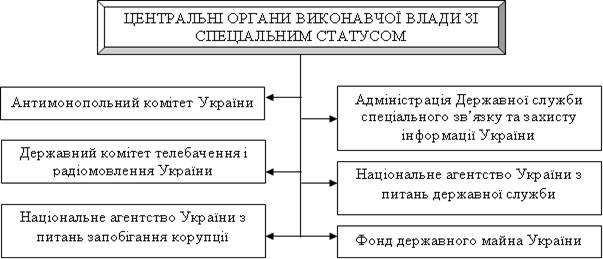 ЦЕНТРАЛЬНІ ОРГАНИ ВИКОНАВЧОЇ ВЛАДИ ЗІ
СПЕЦІАЛЬНИМ СТАТУСОМ
Антимонопольний комітет України
Державний комітет телебачення і
радіомовлення України
Національне агентство України з
питань запобігання корупції
Адміністрація Державної служби
спеціального зв’язку та захисту
інформації України
Національне агентство України з
питань державної служби
Фонд державного майна України